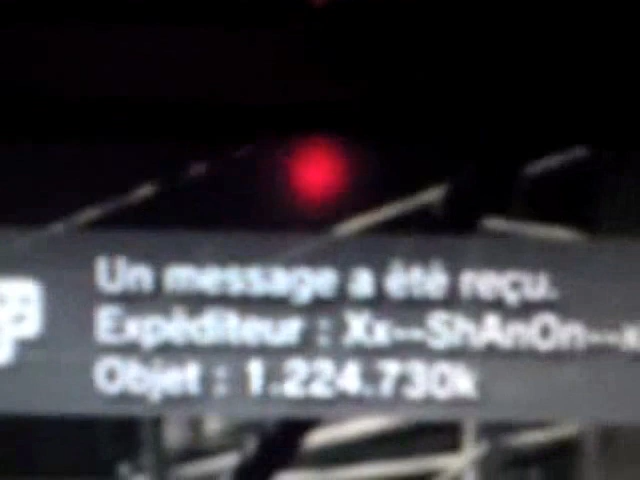 Un message a été reçu.
Expéditeur : Xx--ShAnOn--x
Objet : 1.224.730k